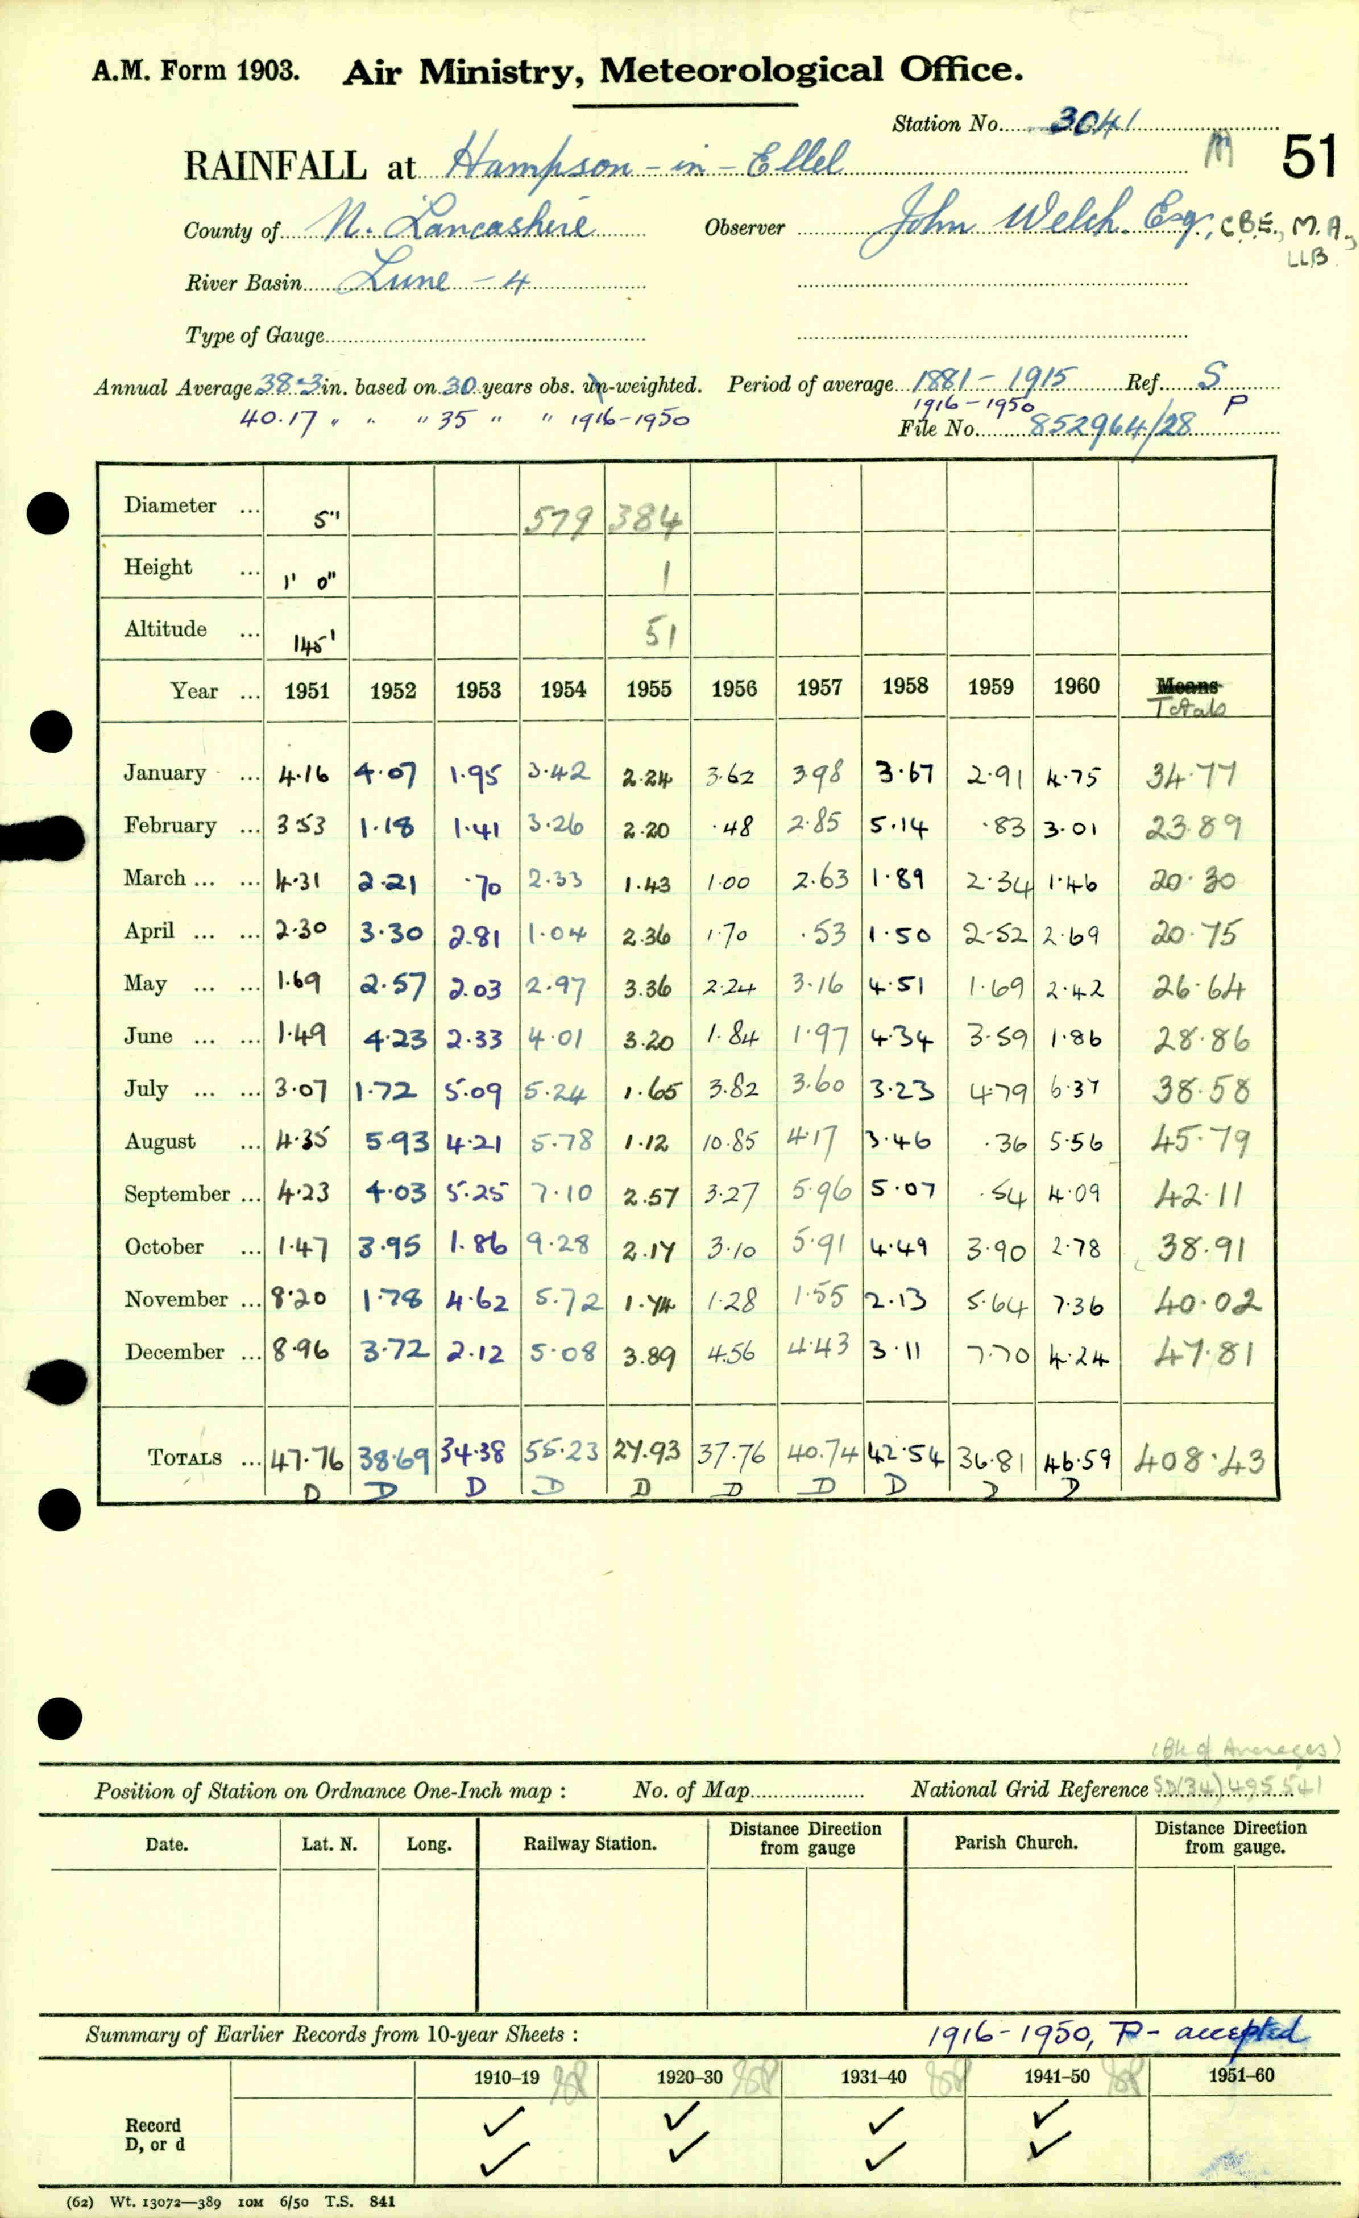 A.M. Form 1903. Air Ministry, Meteorological Office.
Station No. 3041
RAINFALL at Hampson-in-Ellel M 51
County of N. Lancashire Observer John Welch. Esq., C.B.E., M.A.,
LLB.
River Basin Lune - 4
Type of Gauge
Annual Average 38.3 in. based on 30 years obs. un-weighted. Period of average 1881-1915 Ref. S
40.17 " " " 35 " " 1916-1950 1916-1950 P
File No. 852964/28
Diameter ... 5" 579 384
Height ... 1' 0" 1
Altitude ... 145' 51
Year ... 1951 1952 1953 1954 1955 1956 1957 1958 1959 1960 Means
Totals
January ... 4.16 4.07 1.95 3.42 2.24 3.62 3.98 3.67 2.91 4.75 34.77
February ... 3.53 1.18 1.41 3.26 2.20 .48 2.85 5.14 .83 3.01 23.89
March ... ... 4.31 2.21 .70 2.33 1.43 1.00 2.63 1.89 2.34 1.46 20.30
April ... ... 2.30 3.30 2.81 1.04 2.36 1.70 .53 1.50 2.52 2.69 20.75
May ... ... 1.69 2.57 2.03 2.97 3.36 2.24 3.16 4.51 1.69 2.42 26.64
June ... ... 1.49 4.23 2.33 4.01 3.20 1.84 1.97 4.34 3.59 1.86 28.86
July ... ... 3.07 1.72 5.09 5.24 1.65 3.82 3.60 3.23 4.79 6.37 38.58
August ... 4.35 5.93 4.21 5.78 1.12 10.85 4.17 3.46 .36 5.56 45.79
September ... 4.23 4.03 5.25 7.10 2.57 3.27 5.96 5.07 .54 4.09 42.11
October ... 1.47 3.95 1.86 9.28 2.17 3.10 5.91 4.49 3.90 2.78 38.91
November ... 8.20 1.78 4.62 5.72 1.74 1.28 1.55 2.13 5.64 7.36 40.02
December ... 8.96 3.72 2.12 5.08 3.89 4.56 4.43 3.11 7.70 4.24 47.81
TOTALS ... 47.76 38.69 34.38 55.23 27.93 37.76 40.74 42.54 36.81 46.59 408.43
D D D D D D D D D D
(Bk of Averages)
Position of Station on Ordnance One-Inch map : No. of Map National Grid Reference SD(34)495541
Date. Lat. N. Long. Railway Station. Distance from Direction gauge Parish Church. Distance from Direction gauge.
Summary of Earlier Records from 10-year Sheets : 1916-1950, P - accepted
1910-19 1920-30 1931-40 1941-50 1951-60
Record ✓ ✓ ✓ ✓
D, or d ✓ ✓ ✓ ✓
(62) Wt. 13072—389 10M 6/50 T.S. 841